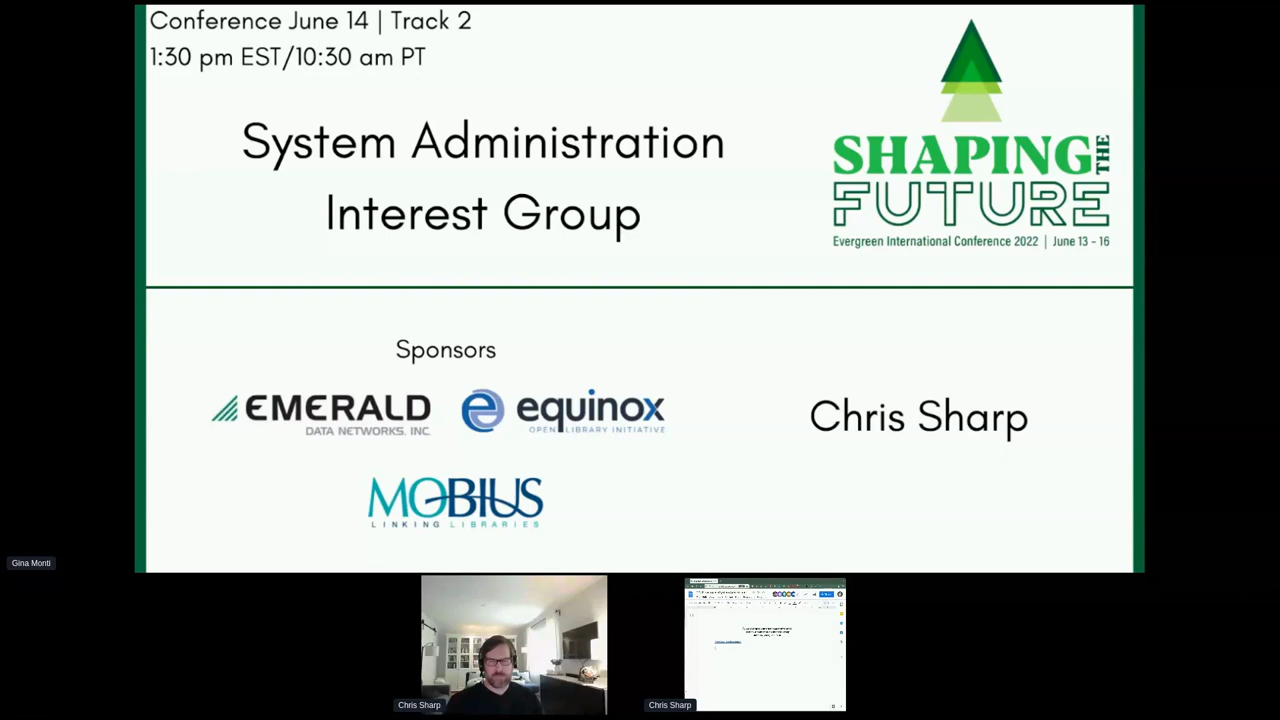 Conference June 14 | Track 2
1:30 pm EST/10:30 am PT
System Administration
Interest Group
SHAPING THE
FUTURE
Evergreen International Conference 2022 | June 13 - 16
Sponsors
EMERALD
DATA NETWORKS, INC.
equinox
OPEN LIBRARY INITIATIVE
MOBIUS
LINKING LIBRARIES
Chris Sharp
Gina Monti
Chris Sharp
Chris Sharp